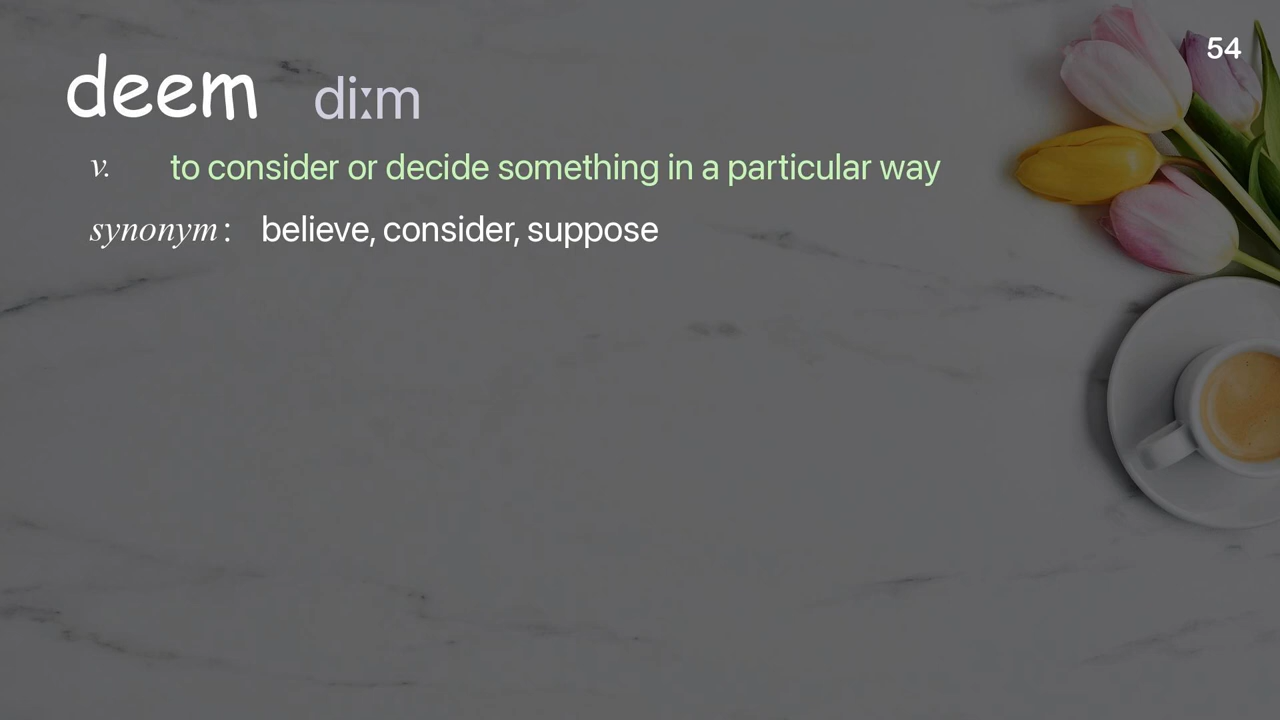 54
deem diːm
v. to consider or decide something in a particular way
synonym : believe, consider, suppose